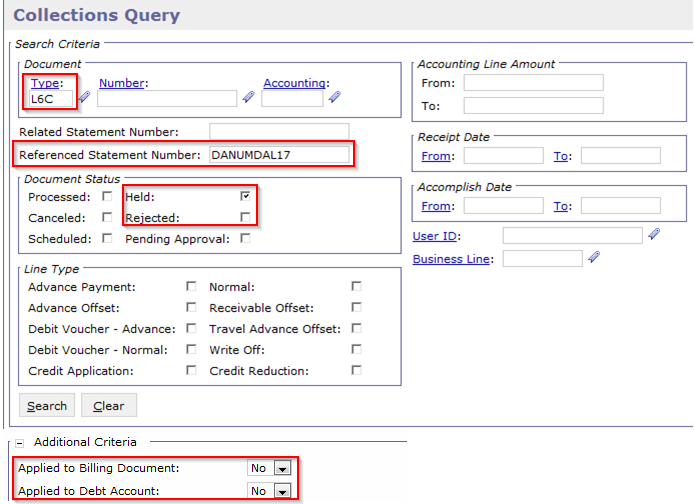 Collections Query
Search Criteria
Document
Type: Number: Accounting:
L6C
Related Statement Number:
Referenced Statement Number: DANUMDAL17
Document Status
Processed: Held:
Canceled: Rejected:
Scheduled: Pending Approval:
Line Type
Advance Payment: Normal:
Advance Offset: Receivable Offset:
Debit Voucher - Advance: Travel Advance Offset:
Debit Voucher - Normal: Write Off:
Credit Application: Credit Reduction:
Accounting Line Amount
From:
To:
Receipt Date
From: To:
Accomplish Date
From: To:
User ID:
Business Line:
Search Clear
Additional Criteria
Applied to Billing Document: No
Applied to Debt Account: No